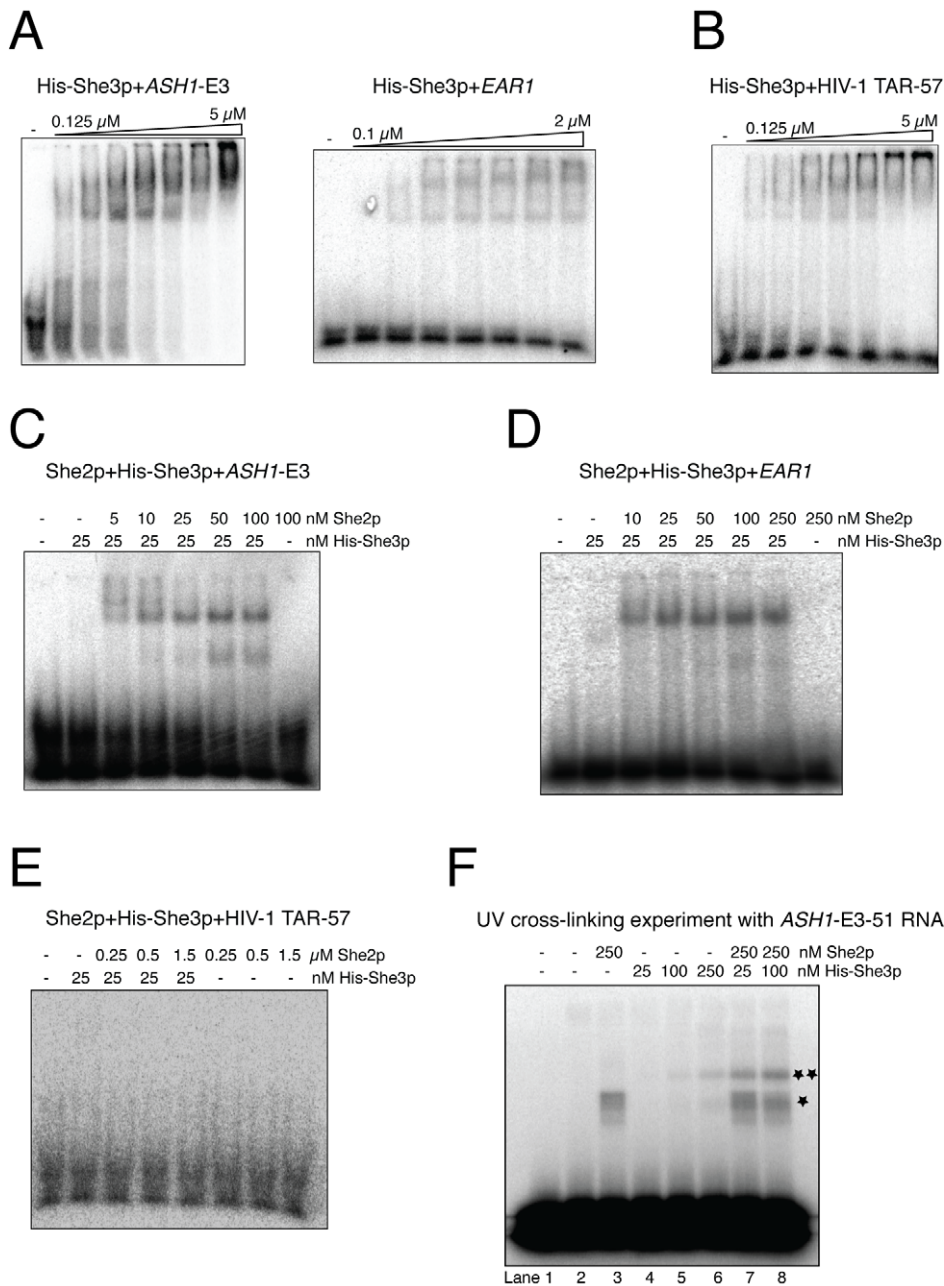 A
His-She3p+ASH1-E3
- 0.125 µM 5 µM
His-She3p+EAR1
- 0.1 µM 2 µM
B
His-She3p+HIV-1 TAR-57
- 0.125 µM 5 µM
C
She2p+His-She3p+ASH1-E3
- - 5 10 25 50 100 100 nM She2p
- 25 25 25 25 25 25 - nM His-She3p
D
She2p+His-She3p+EAR1
- - 10 25 50 100 250 250 nM She2p
- 25 25 25 25 25 25 - nM His-She3p
E
She2p+His-She3p+HIV-1 TAR-57
- - 0.25 0.5 1.5 0.25 0.5 1.5 µM She2p
- 25 25 25 25 - - - nM His-She3p
F
UV cross-linking experiment with ASH1-E3-51 RNA
- - 250 - - - 250 250 nM She2p
- - - 25 100 250 25 100 nM His-She3p
Lane 1 2 3 4 5 6 7 8